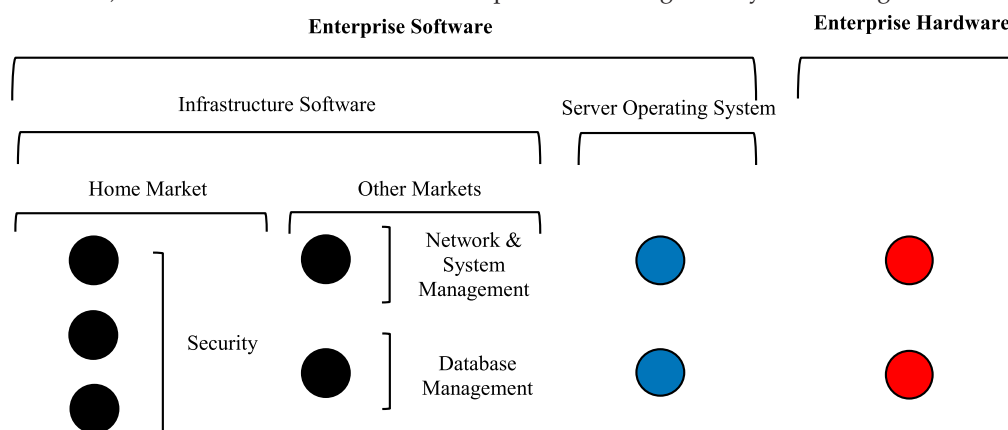 Enterprise Software
Enterprise Hardware
Infrastructure Software
Server Operating System
Home Market
Other Markets
Network &
System
Management
Security
Database
Management